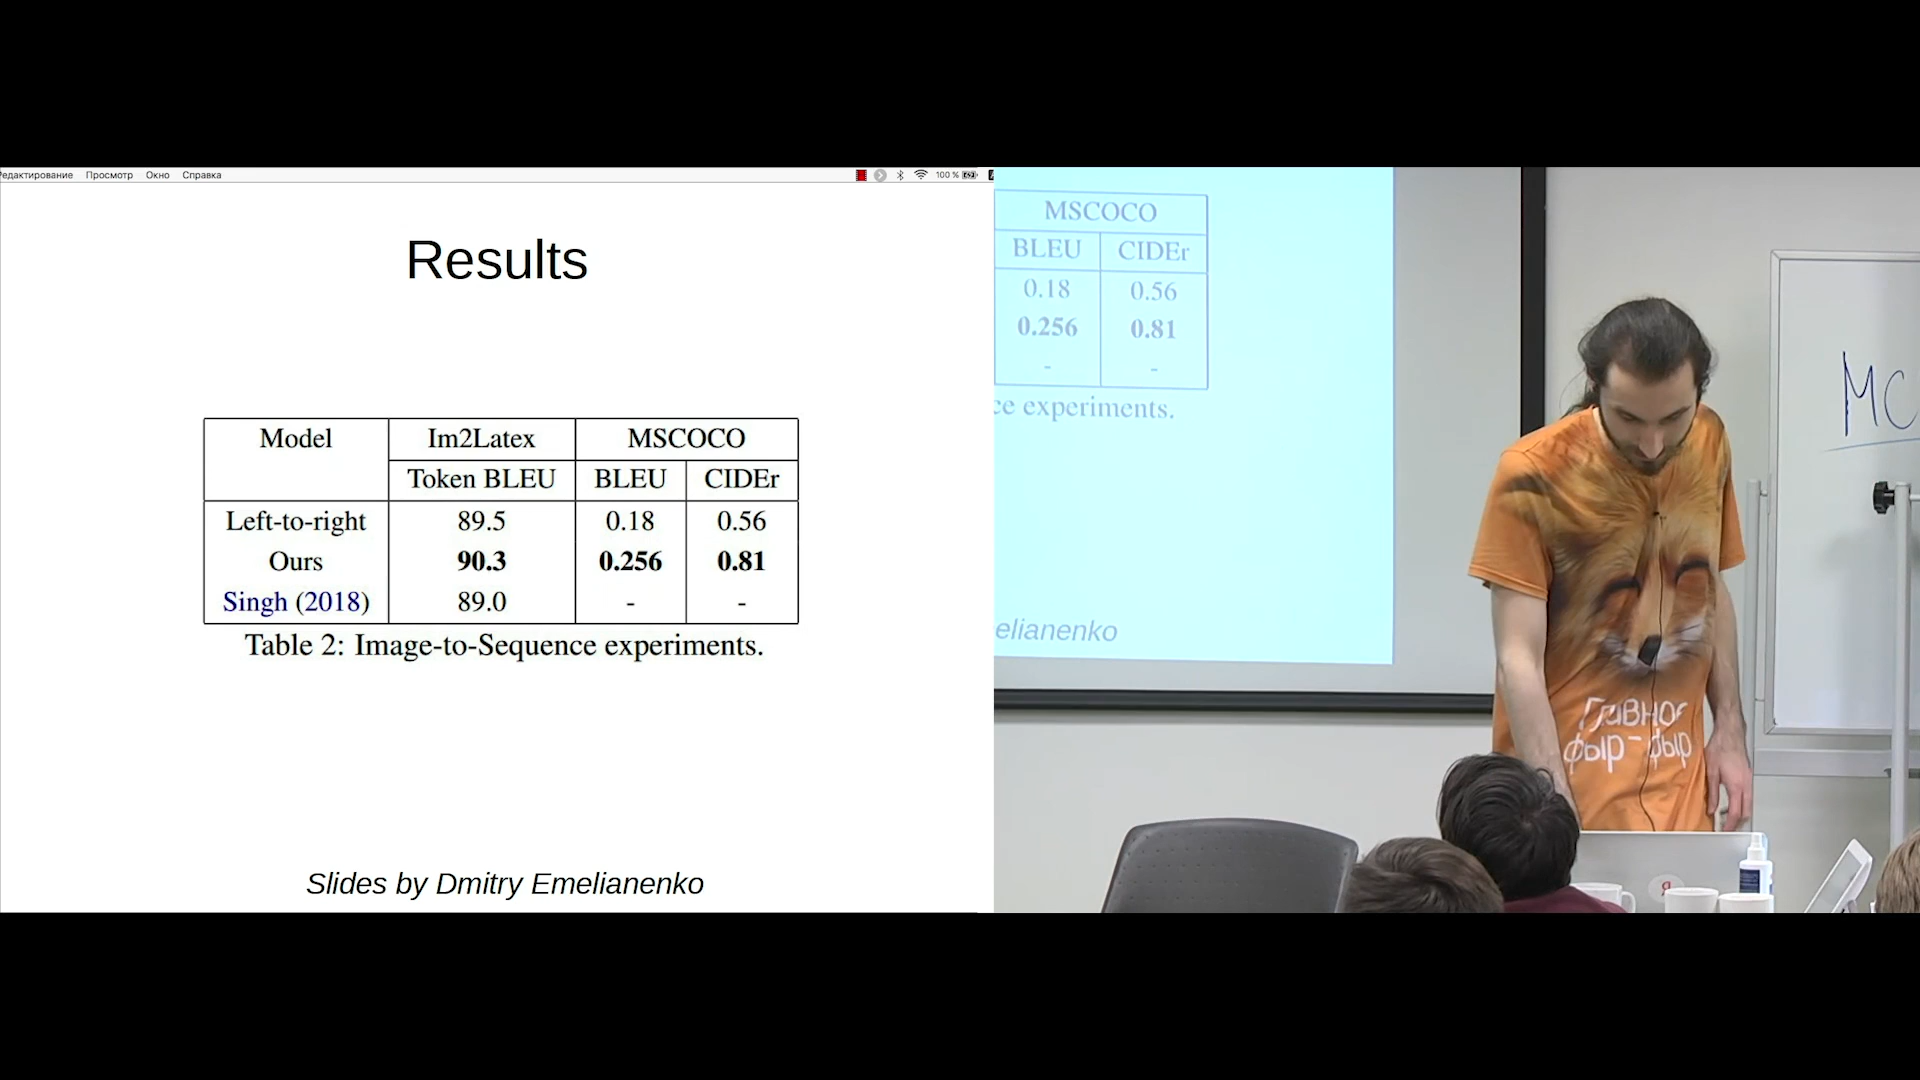 Просмотр Окно Справка
100 %
Results
Model Im2Latex MSCOCO
Token BLEU BLEU CIDEr
Left-to-right 89.5 0.18 0.56
Ours 90.3 0.256 0.81
Singh (2018) 89.0 - -
Table 2: Image-to-Sequence experiments.
Slides by Dmitry Emelianenko
MSCOCO
BLEU CIDEr
0.18 0.56
0.256 0.81
- -
experiments.
MC
Главное
фыр-фыр
Я